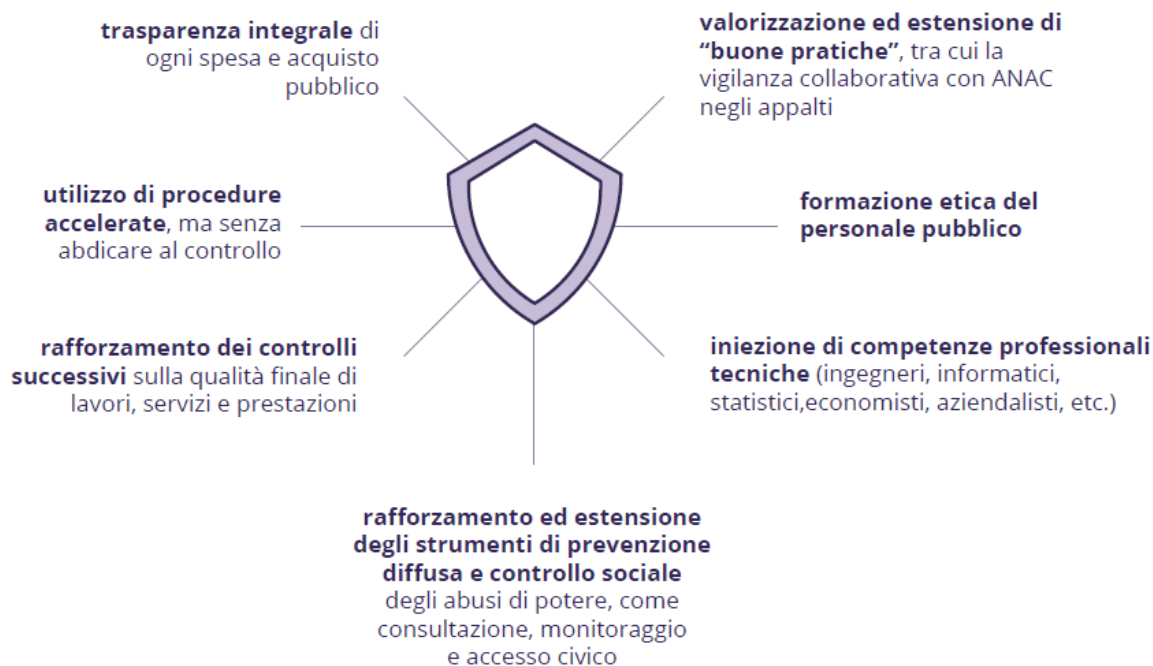 trasparenza integrale di
ogni spesa e acquisto
pubblico
valorizzazione ed estensione di
“buone pratiche”, tra cui la
vigilanza collaborativa con ANAC
negli appalti
utilizzo di procedure
accelerate, ma senza
abdicare al controllo
formazione etica del
personale pubblico
rafforzamento dei controlli
successivi sulla qualità finale di
lavori, servizi e prestazioni
iniezione di competenze professionali
tecniche (ingegneri, informatici,
statistici,economisti, aziendalisti, etc.)
rafforzamento ed estensione
degli strumenti di prevenzione
diffusa e controllo sociale
degli abusi di potere, come
consultazione, monitoraggio
e accesso civico